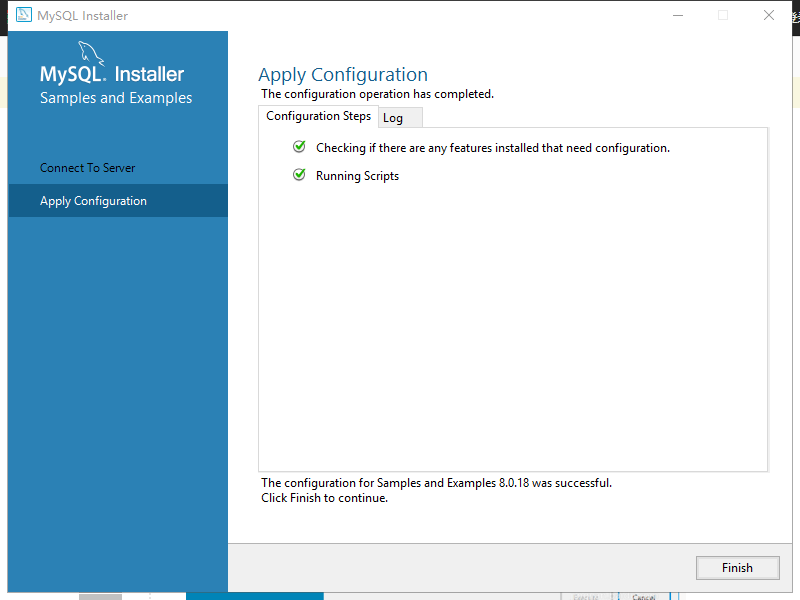 MySQL Installer
MySQL. Installer
Samples and Examples
Connect To Server
Apply Configuration
Apply Configuration
The configuration operation has completed.
Configuration Steps
Log
Checking if there are any features installed that need configuration.
Running Scripts
The configuration for Samples and Examples 8.0.18 was successful.
Click Finish to continue.
Finish
Execute
Cancel